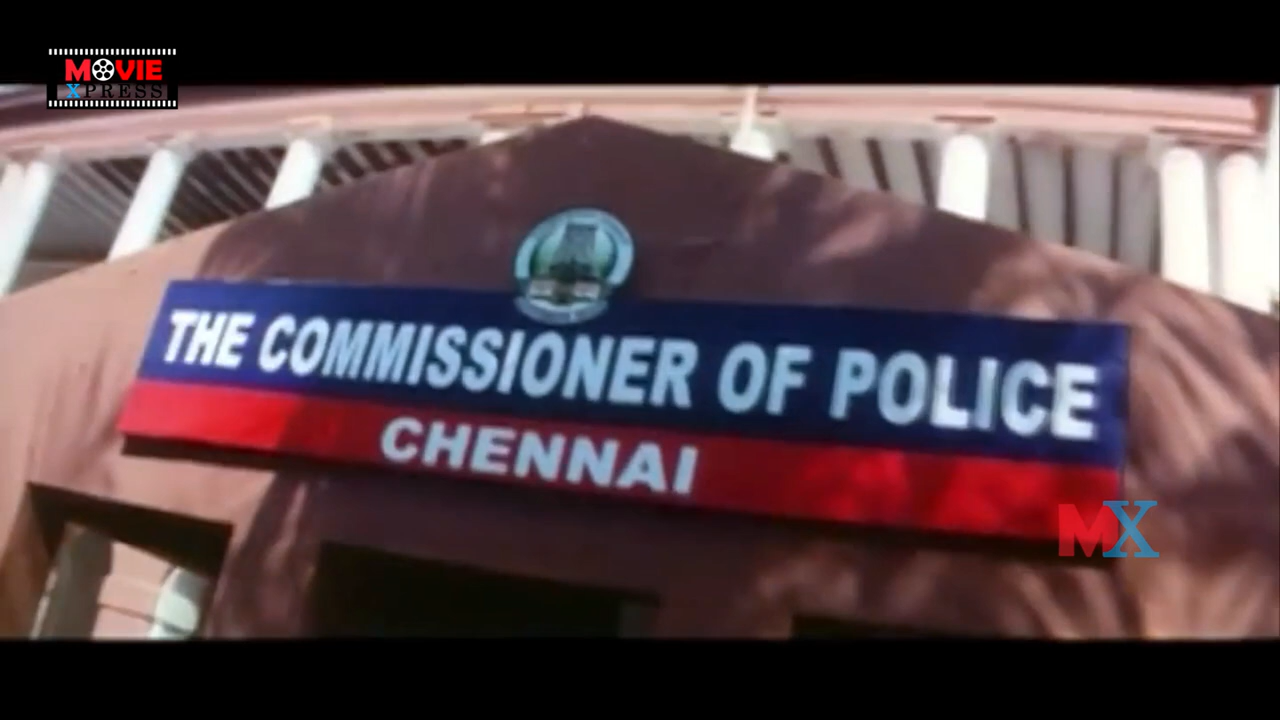 MOVIE
XPRESS
THE COMMISSIONER OF POLICE
CHENNAI
MX